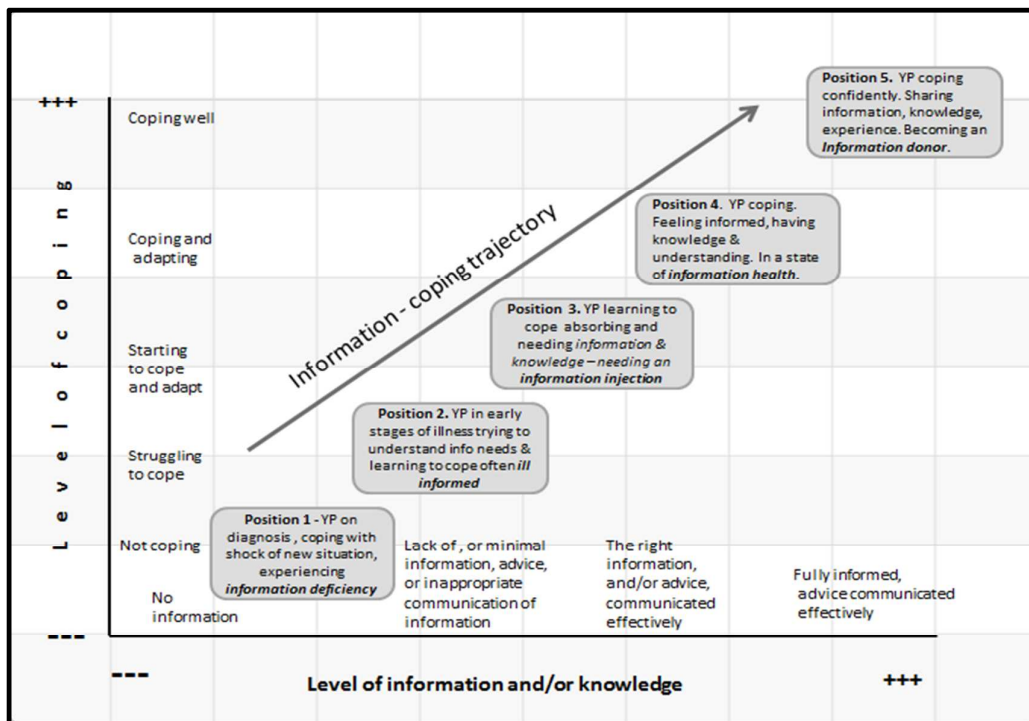 +++
Coping well
Position 5. YP coping
confidently. Sharing
information, knowledge,
experience. Becoming an
Information donor.
Coping and
adapting
Position 4. YP coping.
Feeling informed, having
knowledge &
understanding. In a state
of information health.
Information - coping trajectory
Level of coping
Starting
to cope
and adapt
Position 3. YP learning to
cope absorbing and
needing information &
knowledge – needing an
information injection
Struggling
to cope
Position 2. YP in early
stages of illness trying to
understand info needs &
learning to cope often ill
informed
Not coping
Position 1 - YP on
diagnosis , coping with
shock of new situation,
experiencing
information deficiency
No
information
Lack of , or minimal
information, advice,
or inappropriate
communication of
information
The right
information,
and/or advice,
communicated
effectively
Fully informed,
advice communicated
effectively
---
---
Level of information and/or knowledge
+++